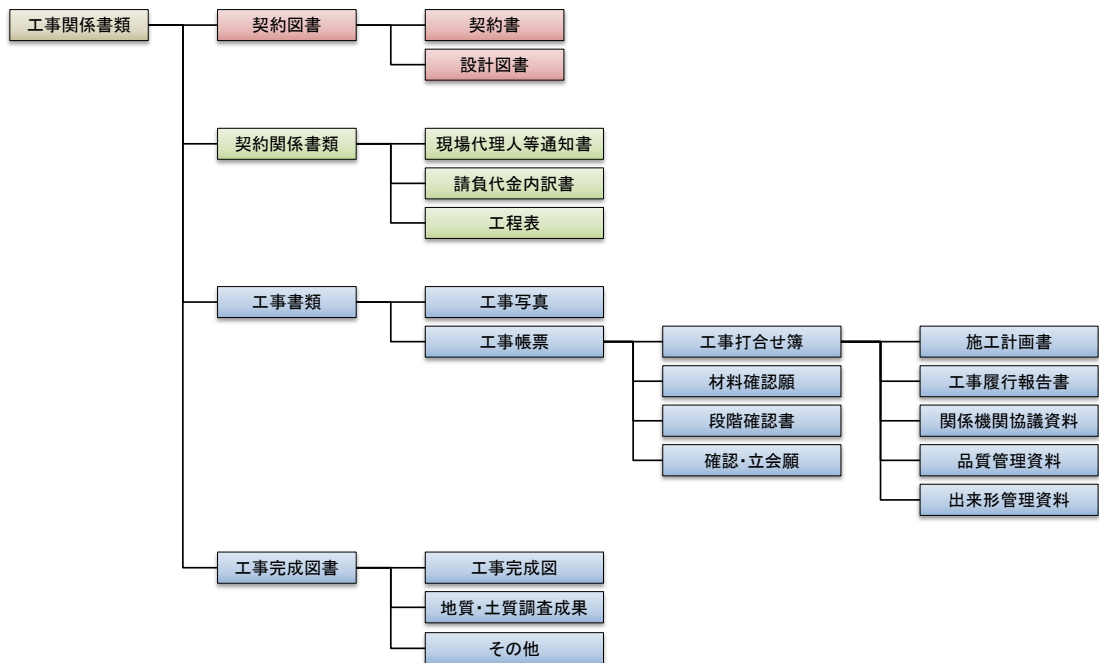 工事関係書類
契約図書
契約書
設計図書
契約関係書類
現場代理人等通知書
請負代金内訳書
工程表
工事書類
工事写真
工事帳票
工事打合せ簿
施工計画書
材料確認願
工事履行報告書
段階確認書
関係機関協議資料
確認・立会願
品質管理資料
出来形管理資料
工事完成図書
工事完成図
地質・土質調査成果
その他